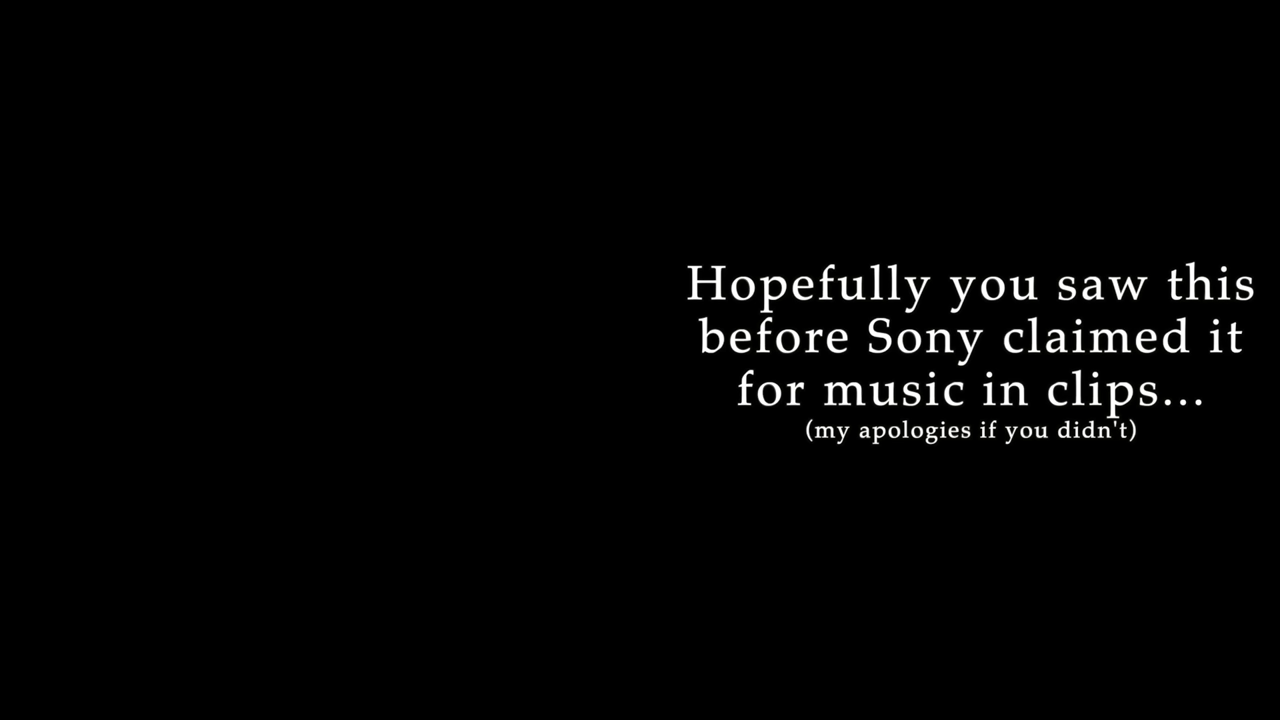 Hopefully you saw this
before Sony claimed it
for music in clips...
(my apologies if you didn't)